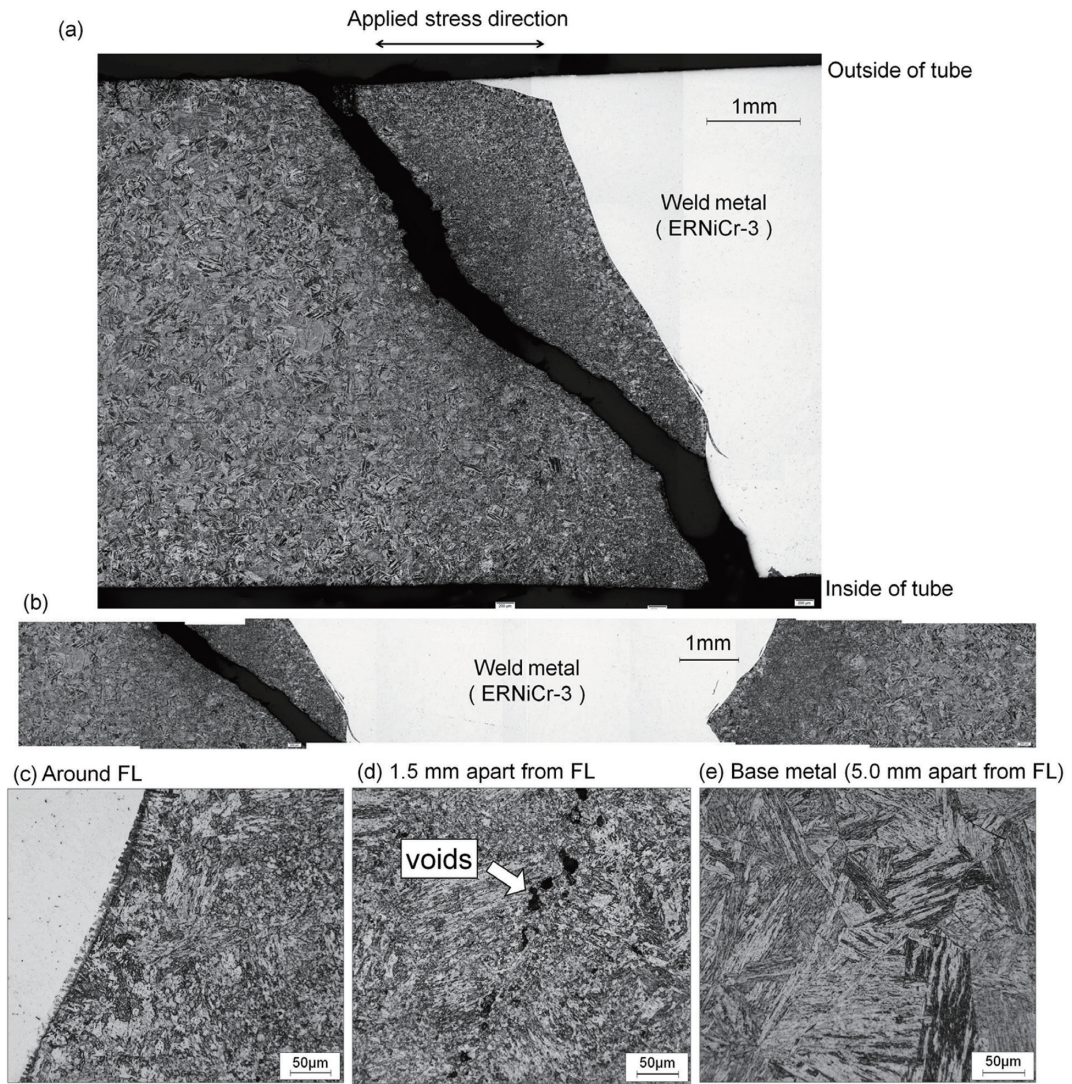 (a)
Applied stress direction
Outside of tube
1mm
Weld metal
( ERNiCr-3 )
Inside of tube
(b)
1mm
Weld metal
( ERNiCr-3 )
(c) Around FL
(d) 1.5 mm apart from FL
(e) Base metal (5.0 mm apart from FL)
voids
50μm
50μm
50μm